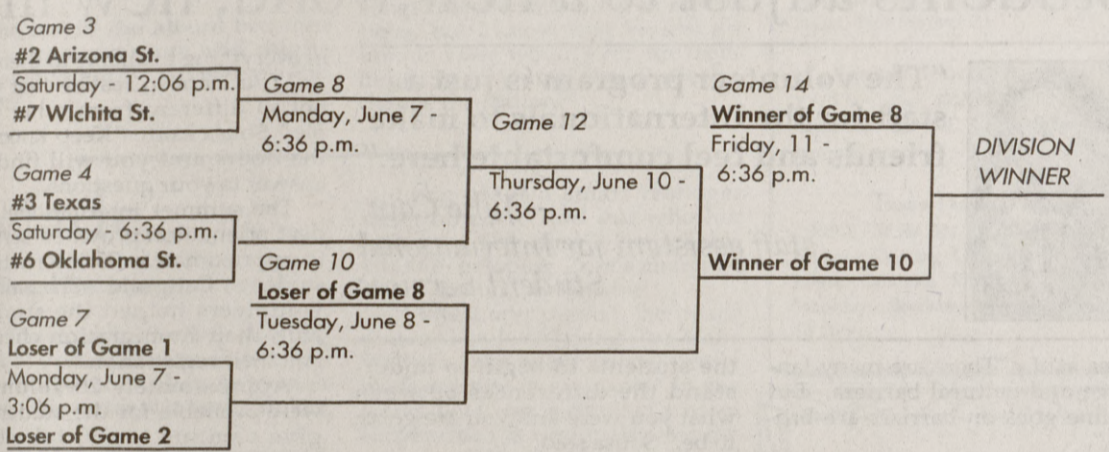 Game 3
#2 Arizona St.
Saturday - 12:06 p.m.
#7 WIchita St.
Game 4
#3 Texas
Saturday - 6:36 p.m.
#6 Oklahoma St.
Game 7
Loser of Game 1
Monday, June 7 -
3:06 p.m.
Loser of Game 2
Game 8
Monday, June 7 -
6:36 p.m.
Game 10
Loser of Game 8
Tuesday, June 8 -
6:36 p.m.
Game 12
Thursday, June 10 -
6:36 p.m.
Game 14
Winner of Game 8
Friday, 11 -
6:36 p.m.
Winner of Game 10
DIVISION
WINNER